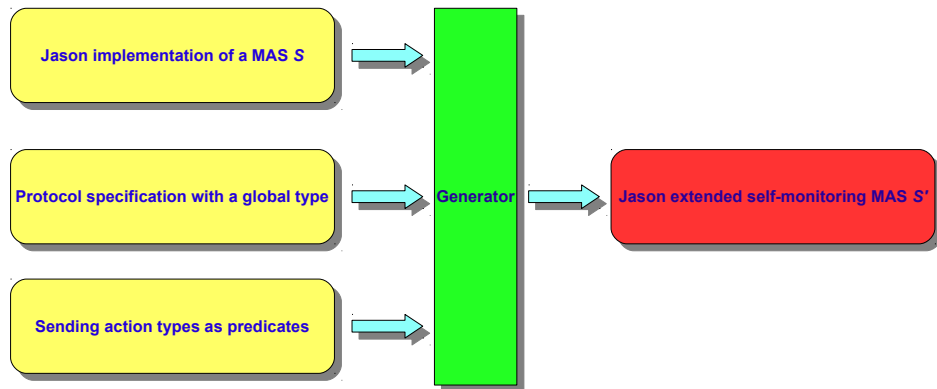 Jason implementation of a MAS S
Protocol specification with a global type
Generator
Jason extended self-monitoring MAS S'
Sending action types as predicates